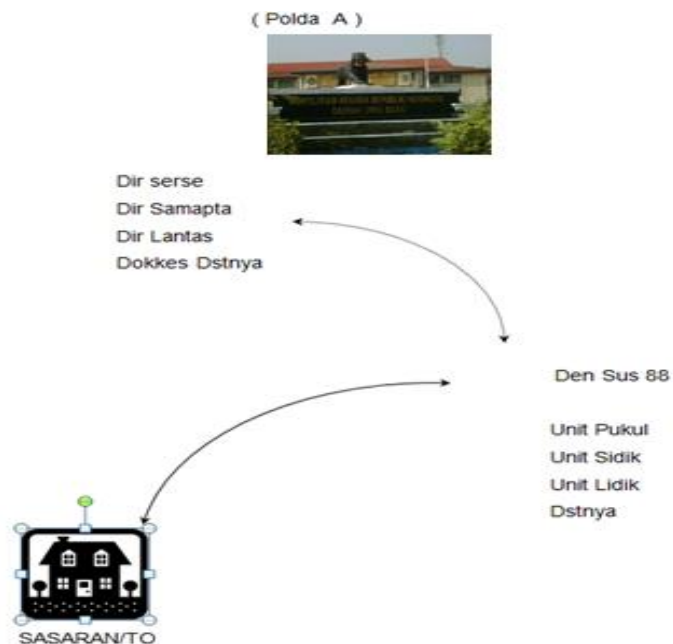 ( Polda A )
Dir serse
Dir Samapta
Dir Lantas
Dokkes Dstnya
Den Sus 88
Unit Pukul
Unit Sidik
Unit Lidik
Dstnya
SASARAN/TO